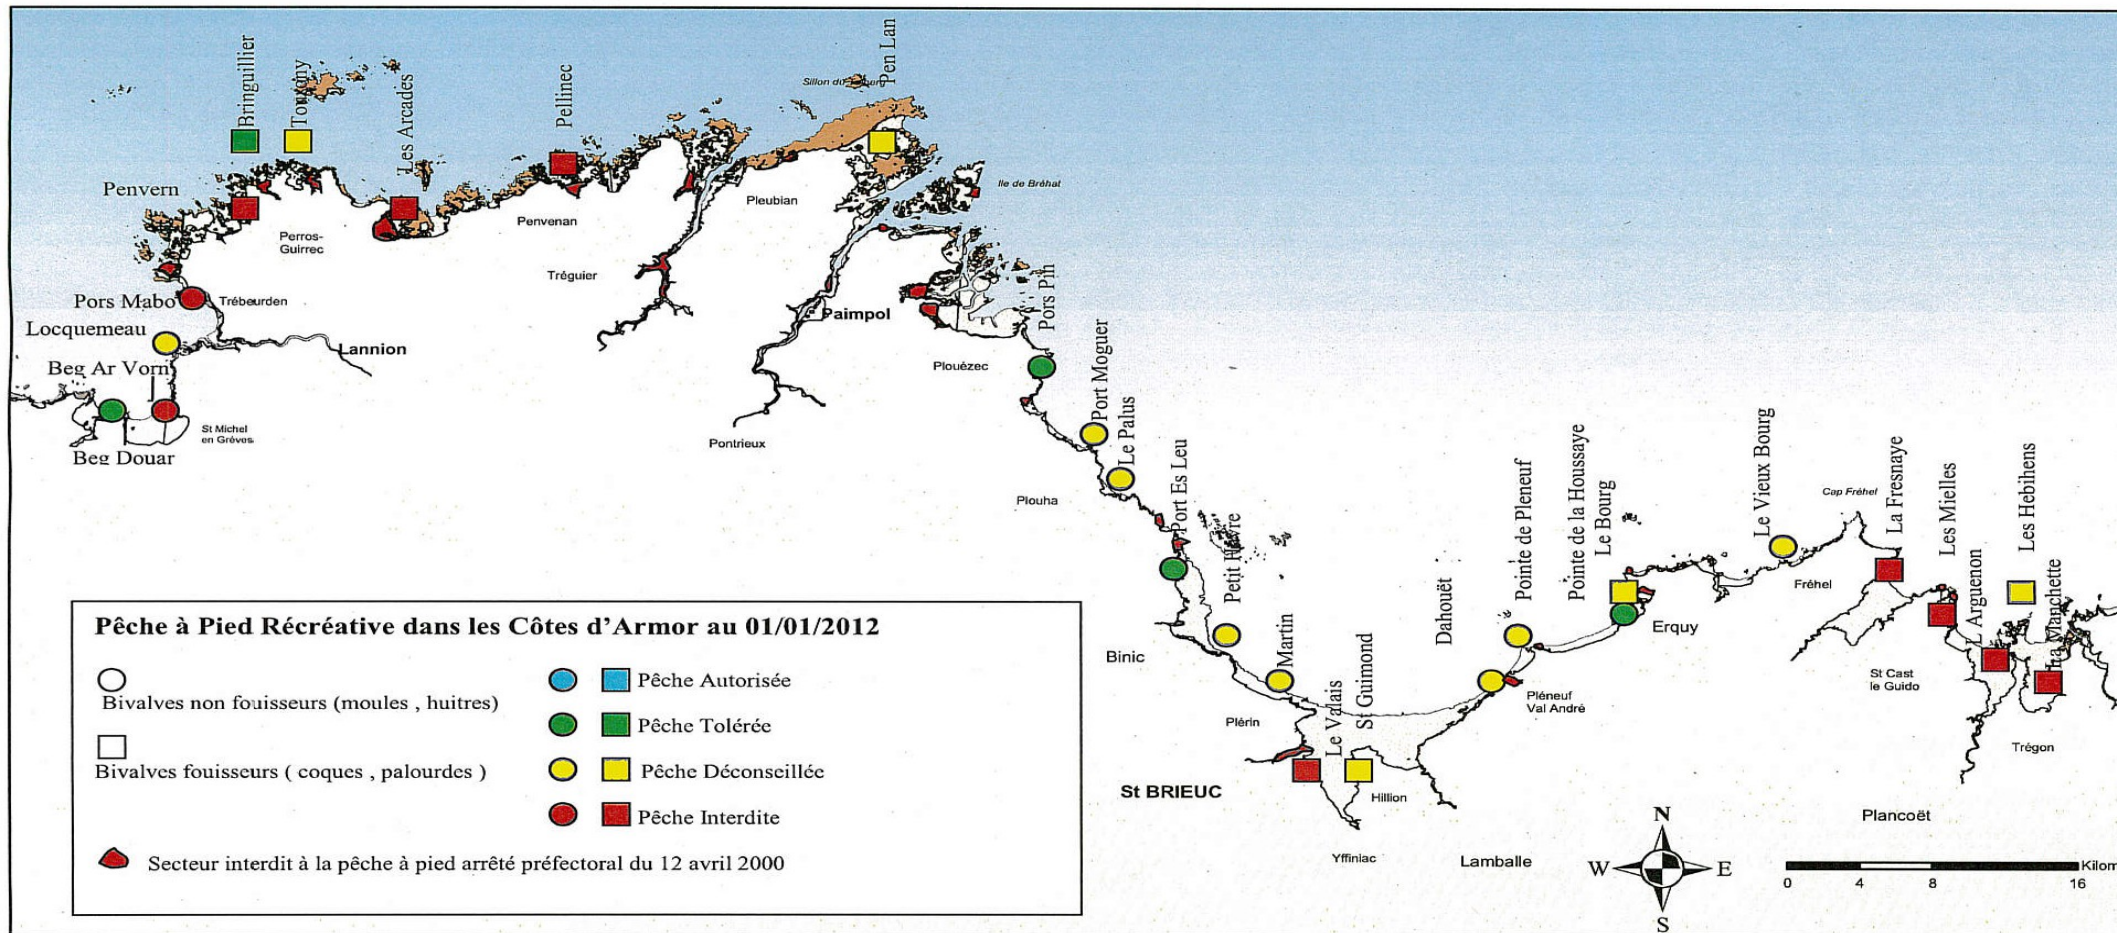 Bringuillier
Touxony
Les Arcades
Pellinec
Pen Lan
Penvern
Perros-
Guirrec
Penvenan
Pleubian
Ile de Bréhat
Tréguier
Pors Mabo
Trébeurden
Locquemeau
Lannion
Beg Ar Vorn
St Michel
en Grèves
Beg Douar
Pontrieux
Paimpol
Plouézec
Pors Pin
Port Moguer
Le Palus
Plouha
Port Es Leu
Petit Havre
Binic
Martin
Plérin
Le Valais
St Guimond
St BRIEUC
Hillion
Yffiniac
Lamballe
Dahouët
Pointe de Pleneuf
Pléneuf
Val André
Pointe de la Houssaye
Le Bourg
Erquy
Le Vieux Bourg
Fréhel
Cap Fréhel
La Fresnaye
Les Mielles
L Arguenon
Les Hebihens
La Manchette
St Cast
le Guido
Trégon
Plancoët
Pêche à Pied Récréative dans les Côtes d'Armor au 01/01/2012
Bivalves non fouisseurs (moules , huitres)
Bivalves fouisseurs ( coques , palourdes )
Pêche Autorisée
Pêche Tolérée
Pêche Déconseillée
Pêche Interdite
Secteur interdit à la pêche à pied arrêté préfectoral du 12 avril 2000
N
W E
S
Kilom
0 4 8 16